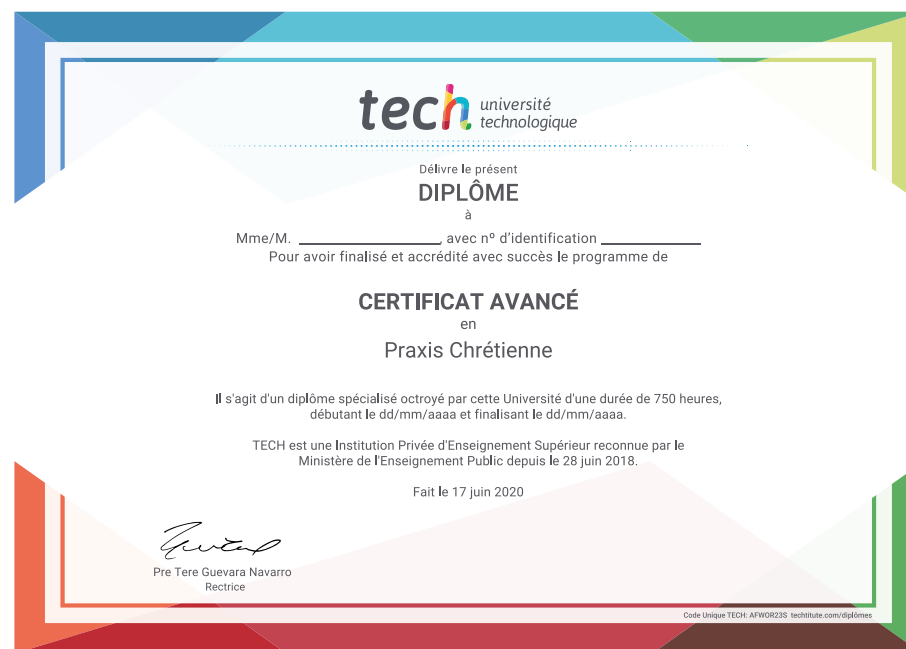 tech université
technologique
Délivre le présent
DIPLÔME
à
Mme/M. ____________________, avec nº d'identification ______________
Pour avoir finalisé et accrédité avec succès le programme de
CERTIFICAT AVANCÉ
en
Praxis Chrétienne
Il s'agit d'un diplôme spécialisé octroyé par cette Université d'une durée de 750 heures,
débutant le dd/mm/aaaa et finalisant le dd/mm/aaaa.
TECH est une Institution Privée d'Enseignement Supérieur reconnue par le
Ministère de l'Enseignement Public depuis le 28 juin 2018.
Fait le 17 juin 2020
Pre Tere Guevara Navarro
Rectrice
Code Unique TECH: AFWOR23S techtitute.com/diplômes